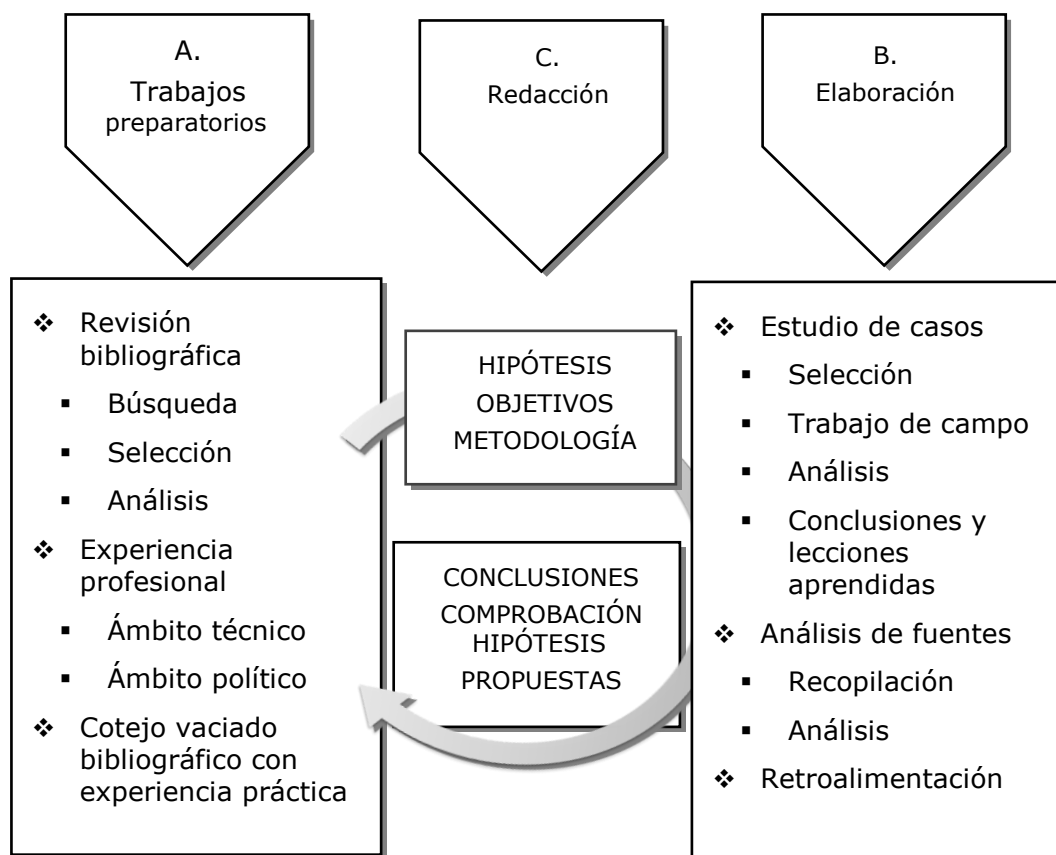 A.
Trabajos
preparatorios
C.
Redacción
B.
Elaboración
❖ Revisión
bibliográfica
▪ Búsqueda
▪ Selección
▪ Análisis
❖ Experiencia
profesional
▪ Ámbito técnico
▪ Ámbito político
❖ Cotejo vaciado
bibliográfico con
experiencia práctica
HIPÓTESIS
OBJETIVOS
METODOLOGÍA
CONCLUSIONES
COMPROBACIÓN
HIPÓTESIS
PROPUESTAS
❖ Estudio de casos
▪ Selección
▪ Trabajo de campo
▪ Análisis
▪ Conclusiones y
lecciones
aprendidas
❖ Análisis de fuentes
▪ Recopilación
▪ Análisis
❖ Retroalimentación